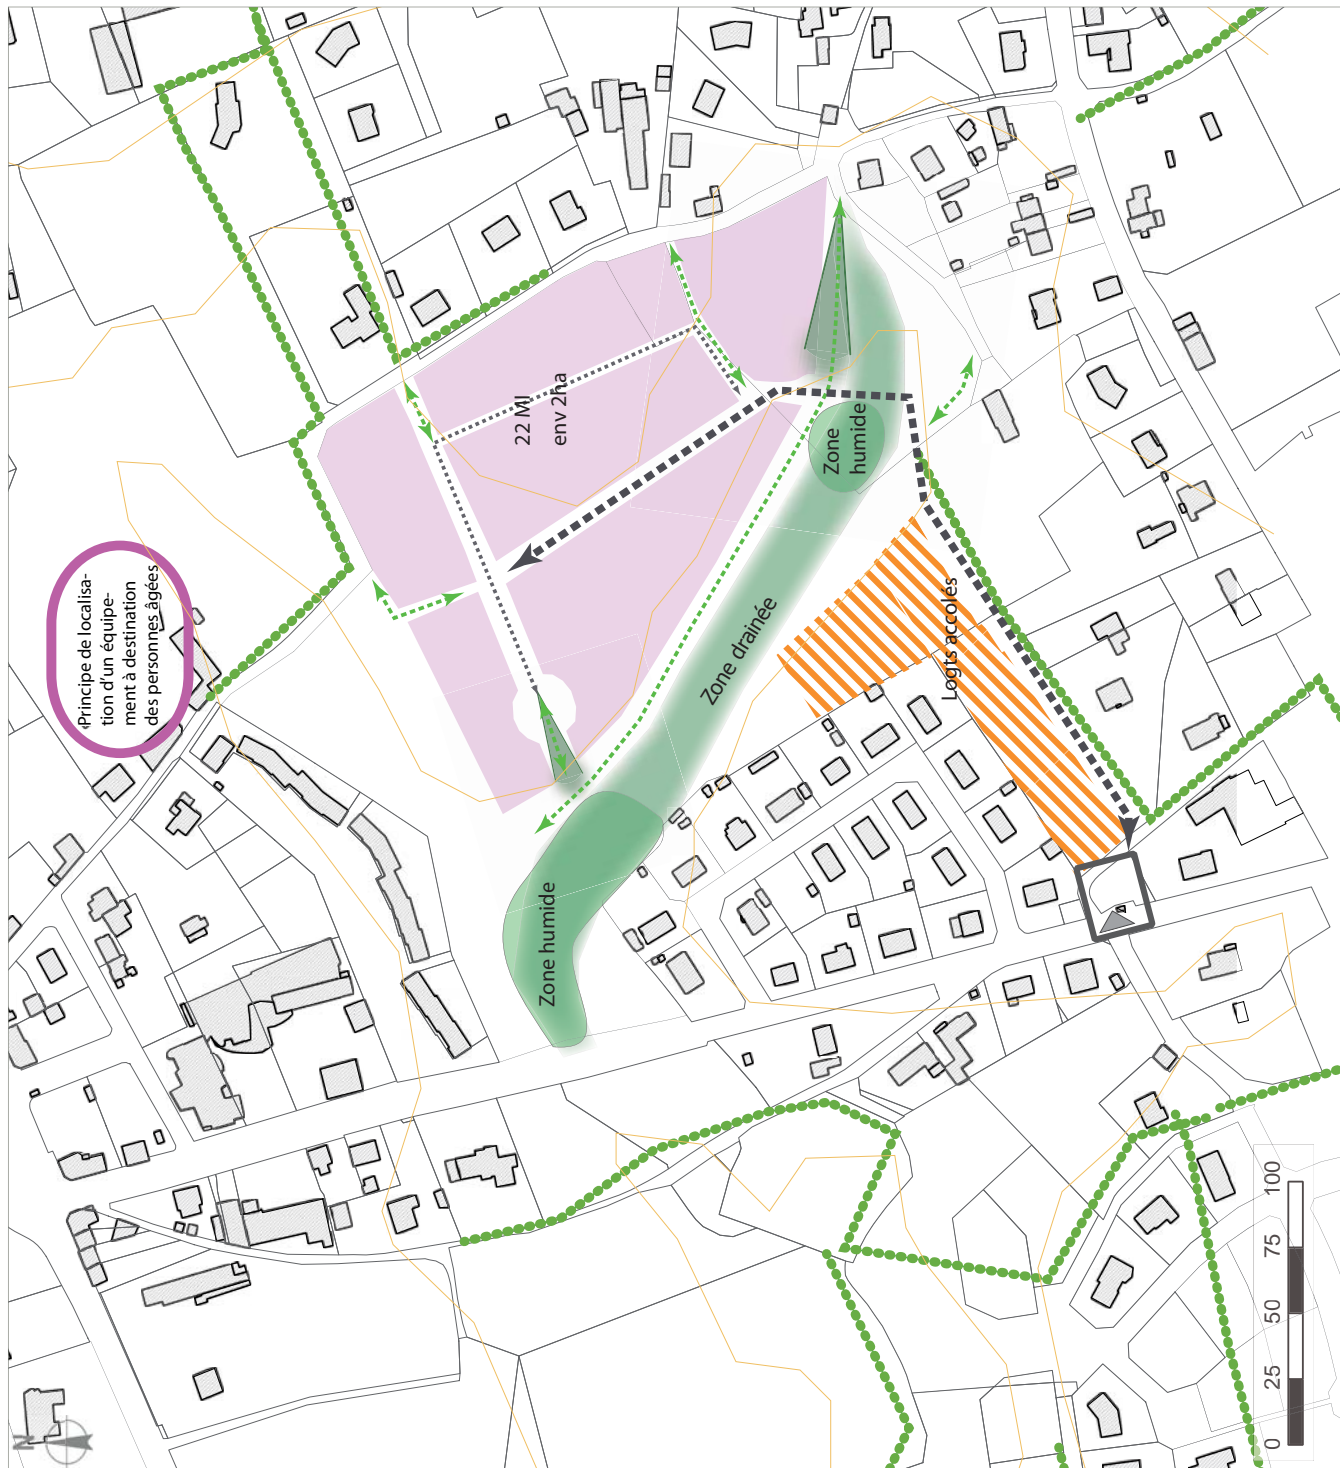 Principe de localisa-
tion d'un équipe-
ment à destination
des personnes âgées
22 MI
env 2ha
Zone
humide
Zone drainée
Logts accolés
Zone humide
N
0 25 50 75 100